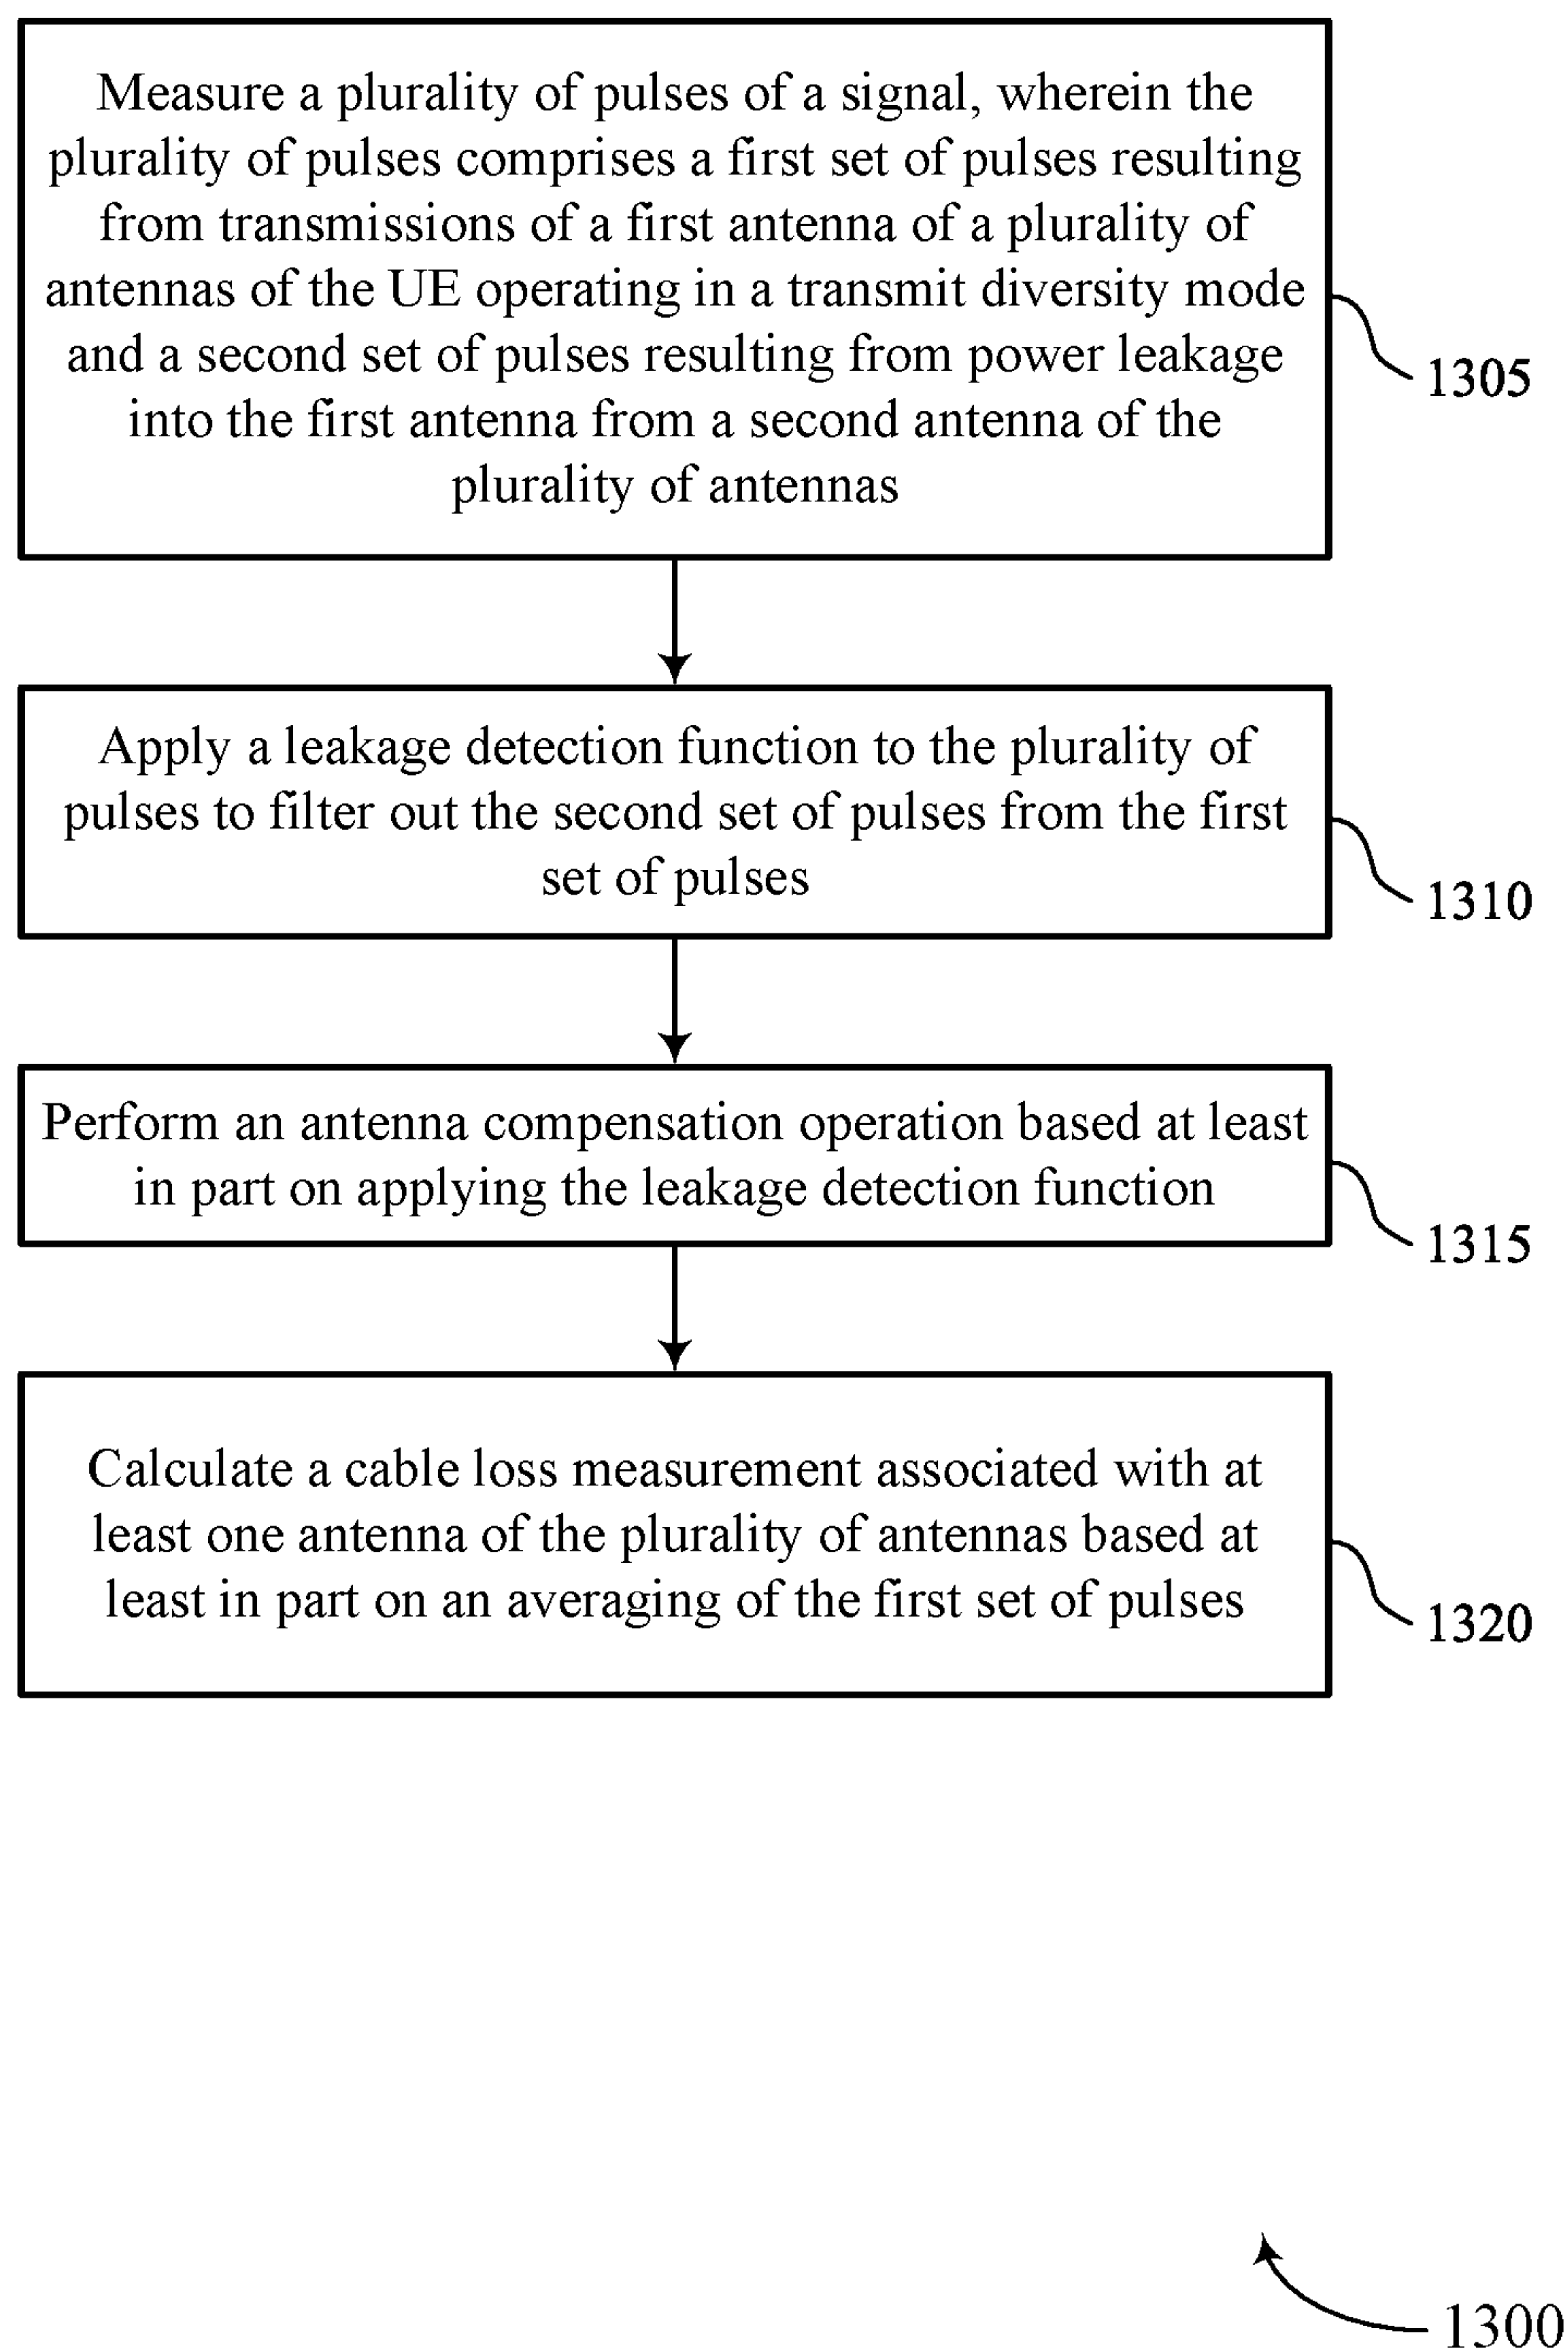 Measure a plurality of pulses of a signal, wherein the
plurality of pulses comprises a first set of pulses resulting
from transmissions of a first antenna of a plurality of
antennas of the UE operating in a transmit diversity mode
and a second set of pulses resulting from power leakage
into the first antenna from a second antenna of the
plurality of antennas
1305
Apply a leakage detection function to the plurality of
pulses to filter out the second set of pulses from the first
set of pulses
1310
Perform an antenna compensation operation based at least
in part on applying the leakage detection function
1315
Calculate a cable loss measurement associated with at
least one antenna of the plurality of antennas based at
least in part on an averaging of the first set of pulses
1320
1300